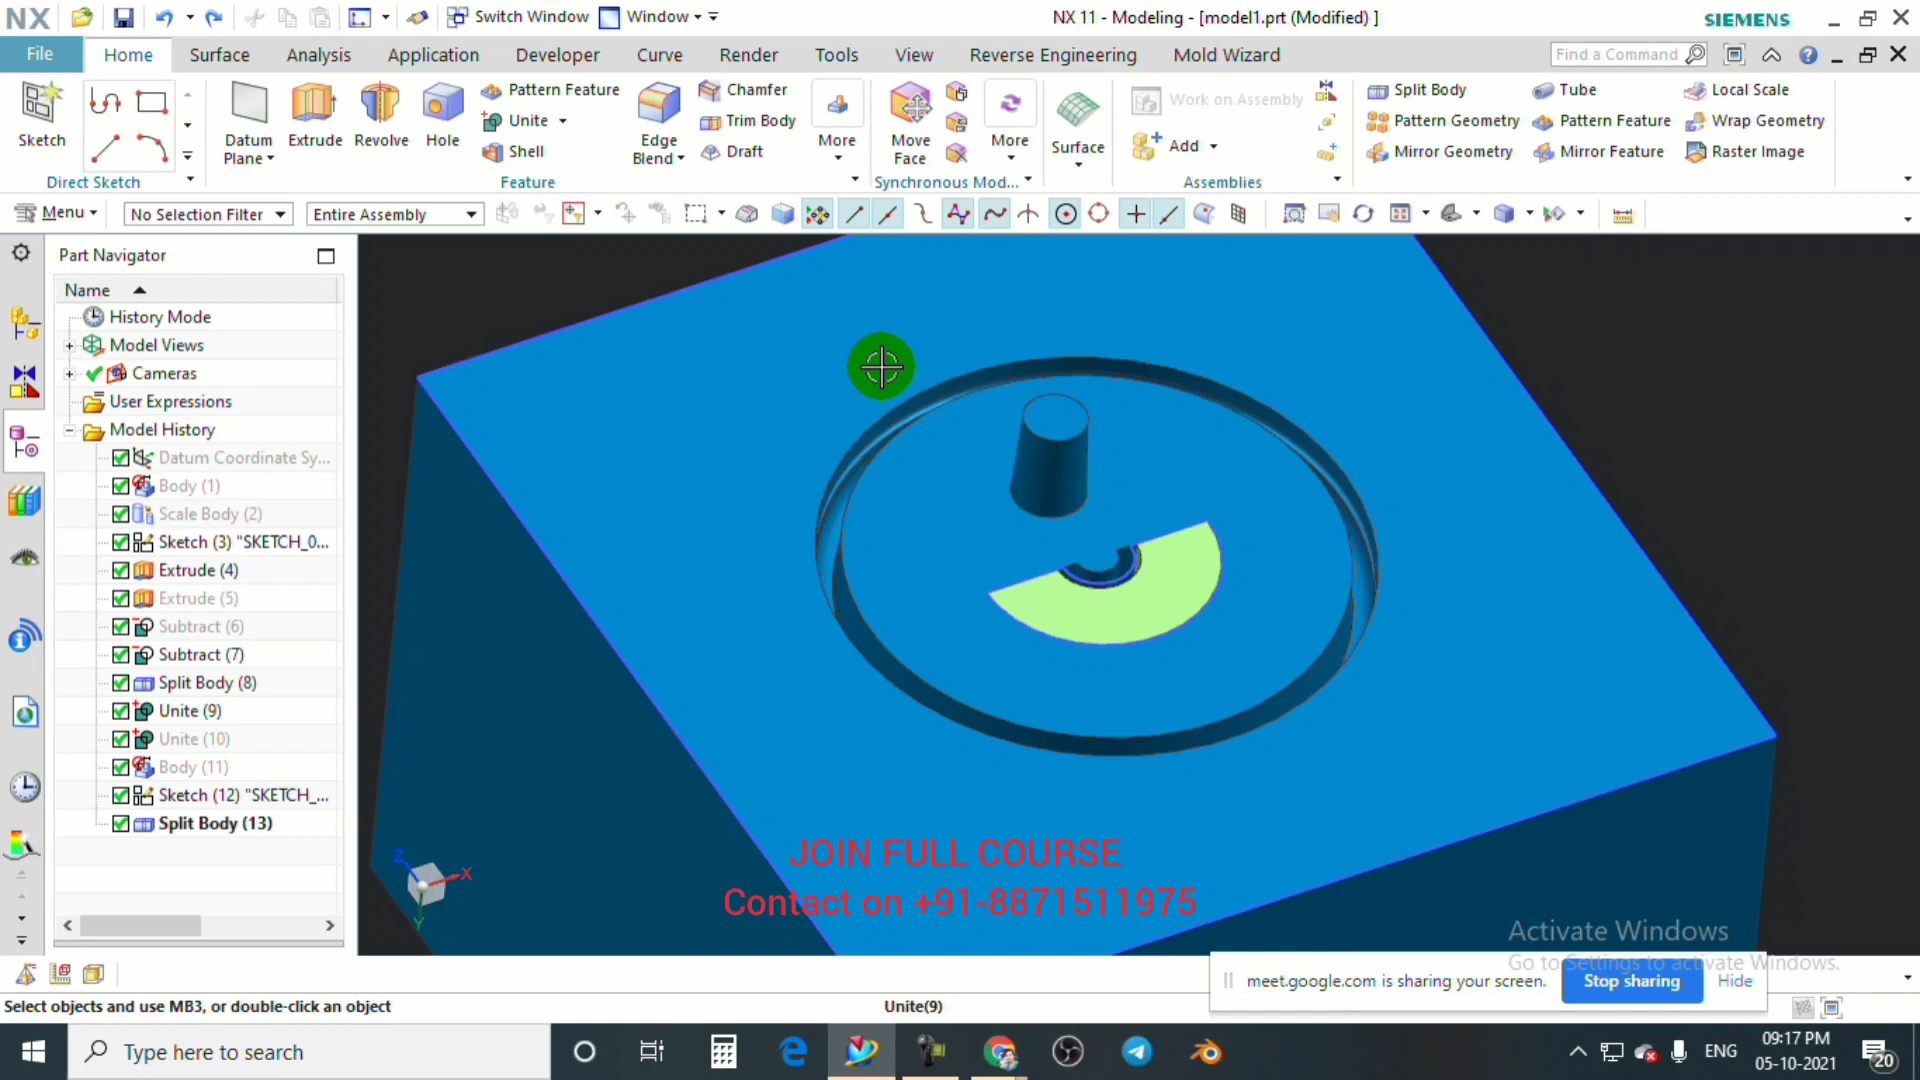 NX
Switch Window
Window
NX 11 - Modeling - [model1.prt (Modified) ]
SIEMENS
File
Home
Surface
Analysis
Application
Developer
Curve
Render
Tools
View
Reverse Engineering
Mold Wizard
Find a Command
Sketch
Datum Plane
Extrude
Revolve
Hole
Pattern Feature
Unite
Shell
Edge Blend
Chamfer
Trim Body
Draft
More
Move Face
More
Surface
Work on Assembly
Add
Split Body
Pattern Geometry
Mirror Geometry
Tube
Pattern Feature
Mirror Feature
Local Scale
Wrap Geometry
Raster Image
Direct Sketch
Feature
Synchronous Mod...
Assemblies
Menu
No Selection Filter
Entire Assembly
Part Navigator
Name
History Mode
Model Views
Cameras
User Expressions
Model History
Datum Coordinate Sy...
Body (1)
Scale Body (2)
Sketch (3) "SKETCH_0...
Extrude (4)
Extrude (5)
Subtract (6)
Subtract (7)
Split Body (8)
Unite (9)
Unite (10)
Body (11)
Sketch (12) "SKETCH_...
Split Body (13)
Z
X
Y
JOIN FULL COURSE
Contact on +91-8871511975
Activate Windows
Go to Settings to activate Windows.
meet.google.com is sharing your screen.
Stop sharing
Hide
Select objects and use MB3, or double-click an object
Unite(9)
Type here to search
ENG
09:17 PM
05-10-2021
20